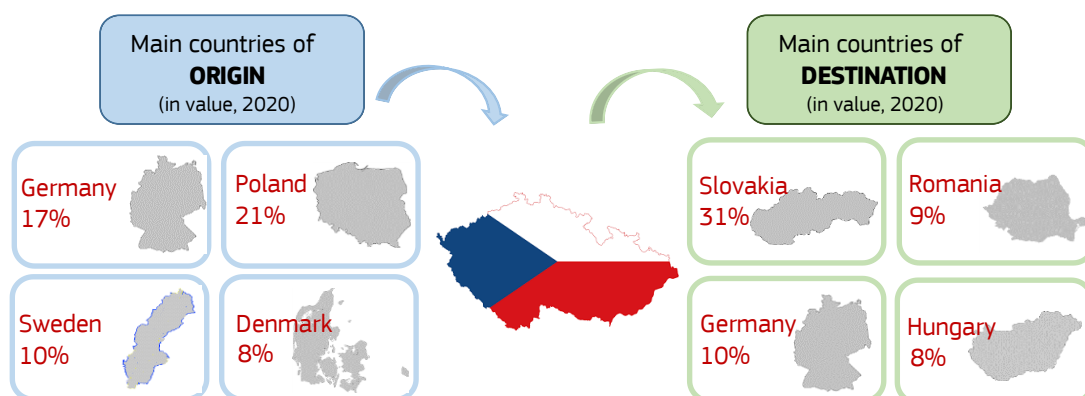 Main countries of
ORIGIN
(in value, 2020)
Main countries of
DESTINATION
(in value, 2020)
Germany
17%
Poland
21%
Slovakia
31%
Romania
9%
Sweden
10%
Denmark
8%
Germany
10%
Hungary
8%